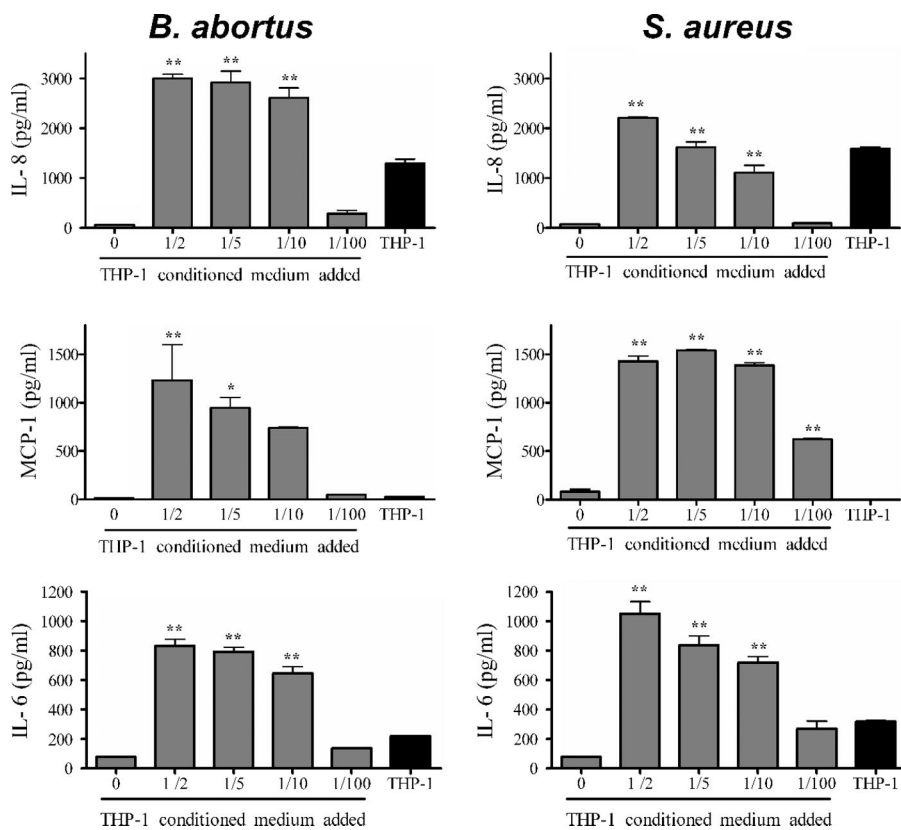 B. abortus
S. aureus
IL- 8 (pg/ml)
3000
2000
1000
0
** ** **
0 1/2 1/5 1/10 1/100 THP-1
THP-1 conditioned medium added
IL-8 (pg/ml)
3000
2000
1000
0
** ** **
0 1/2 1/5 1/10 1/100 THP-1
THP-1 conditioned medium added
MCP-1 (pg/ml)
1500
1000
500
0
** *
0 1/2 1/5 1/10 1/100 THP-1
THP-1 conditioned medium added
MCP-1 (pg/ml)
1500
1000
500
0
** ** ** **
0 1/2 1/5 1/10 1/100 THP-1
THP-1 conditioned medium added
IL- 6 (pg/ml)
1200
1000
800
600
400
200
0
** ** **
0 1 /2 1/5 1/10 1/100 THP-1
THP-1 conditioned medium added
IL- 6 (pg/ml)
1200
1000
800
600
400
200
0
** ** **
0 1 /2 1/5 1/10 1/100 THP-1
THP-1 conditioned medium added